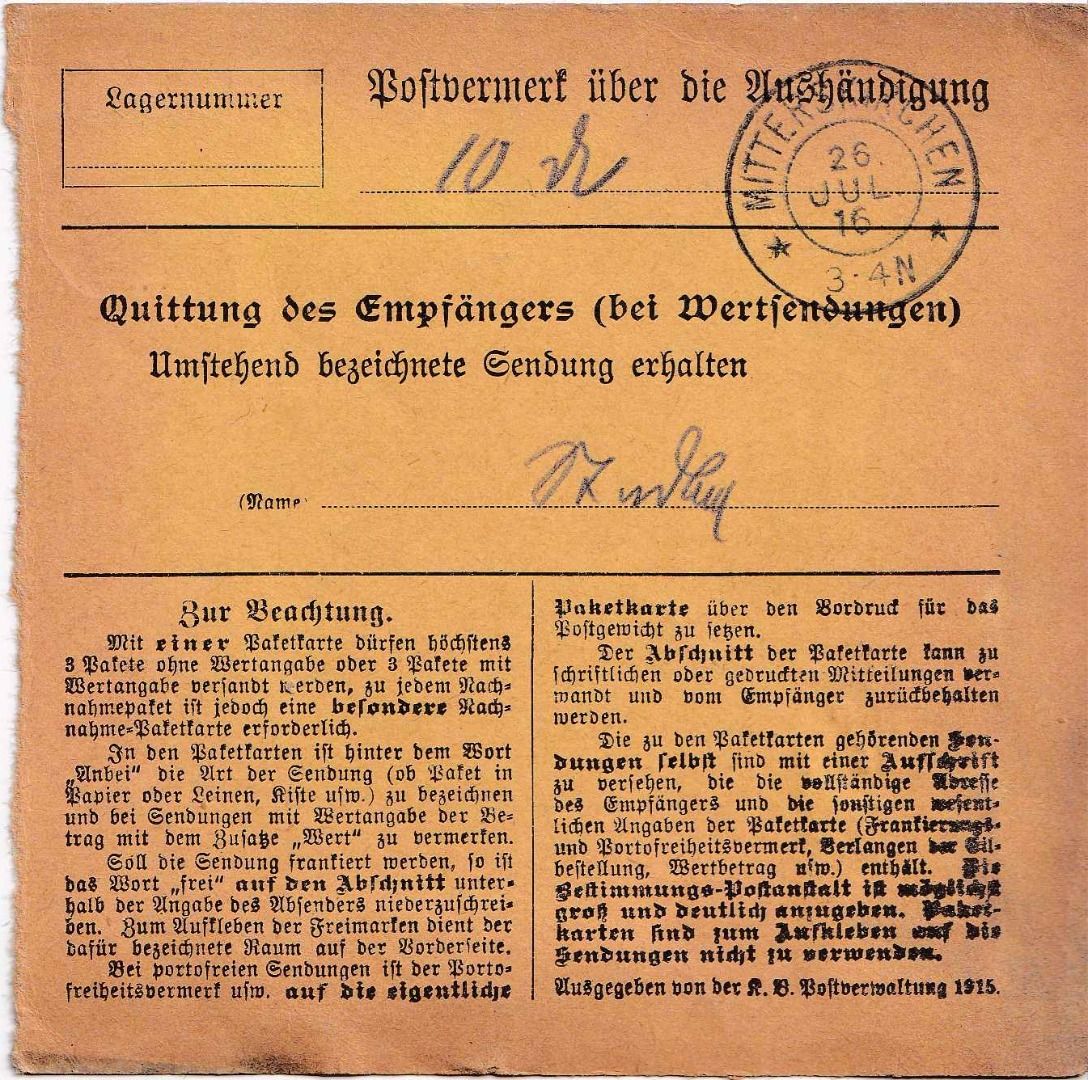 Lagernummer
Postvermerk über die Aushändigung
10
MITTERSKIRCHEN
26
JUL
16
3-4N
Quittung des Empfängers (bei Wertsendungen)
Umstehend bezeichnete Sendung erhalten
(Name
Zur Beachtung.
Mit einer Paketkarte dürfen höchstens
3 Pakete ohne Wertangabe oder 3 Pakete mit
Wertangabe versandt werden, zu jedem Nach-
nahmepaket ist jedoch eine besondere Nach-
nahme-Paketkarte erforderlich.
In den Paketkarten ist hinter dem Wort
„Anbei“ die Art der Sendung (ob Paket in
Papier oder Leinen, Kiste usw.) zu bezeichnen
und bei Sendungen mit Wertangabe der Be-
trag mit dem Zusatze „Wert“ zu vermerken.
Soll die Sendung frankiert werden, so ist
das Wort „frei“ auf den Abschnitt unter-
halb der Angabe des Absenders niederzuschrei-
ben. Zum Aufkleben der Freimarken dient der
dafür bezeichnete Raum auf der Vorderseite.
Bei portofreien Sendungen ist der Porto-
freiheitsvermerk usw. auf die eigentliche
Paketkarte über den Vordruck für das
Postgewicht zu setzen.
Der Abschnitt der Paketkarte kann zu
schriftlichen oder gedruckten Mitteilungen ver-
wandt und vom Empfänger zurückbehalten
werden.
Die zu den Paketkarten gehörenden Sen-
dungen selbst sind mit einer Aufschrift
zu versehen, die die vollständige Adresse
des Empfängers und die sonstigen wesent-
lichen Angaben der Paketkarte (Frankierungs-
und Portofreiheitsvermerk, Verlangen der Eil-
bestellung, Wertbetrag usw.) enthält. Die
Bestimmungs-Postanstalt ist möglichst
groß und deutlich anzugeben. Paket-
karten sind zum Aufkleben auf die
Sendungen nicht zu verwenden.
Ausgegeben von der K. B. Postverwaltung 1915.